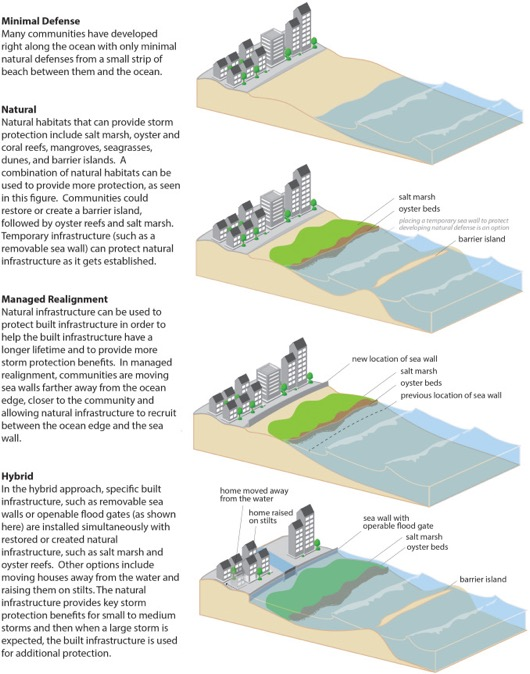 Minimal Defense
Many communities have developed
right along the ocean with only minimal
natural defenses from a small strip of
beach between them and the ocean.
Natural
Natural habitats that can provide storm
protection include salt marsh, oyster and
coral reefs, mangroves, seagrasses,
dunes, and barrier islands.  A
combination of natural habitats can be
used to provide more protection, as seen
in this figure.  Communities could
restore or create a barrier island,
followed by oyster reefs and salt marsh.
Temporary infrastructure (such as a
removable sea wall) can protect natural
infrastructure as it gets established.
salt marsh
oyster beds
placing a temporary sea wall to protect
developing natural defense is an option
barrier island
Managed Realignment
Natural infrastructure can be used to
protect built infrastructure in order to
help the built infrastructure have a
longer lifetime and to provide more
storm protection benefits.  In managed
realignment, communities are moving
sea walls farther away from the ocean
edge, closer to the community and
allowing natural infrastructure to recruit
between the ocean edge and the sea
wall.
new location of sea wall
salt marsh
oyster beds
previous location of sea wall
Hybrid
In the hybrid approach, specific built
infrastructure, such as removable sea
walls or openable flood gates (as shown
here) are installed simultaneously with
restored or created natural
infrastructure, such as salt marsh and
oyster reefs.  Other options include
moving houses away from the water and
raising them on stilts. The natural
infrastructure provides key storm
protection benefits for small to medium
storms and then when a large storm is
expected, the built infrastructure is used
for additional protection.
home moved away
from the water
home raised
on stilts
sea wall with
operable flood gate
salt marsh
oyster beds
barrier island